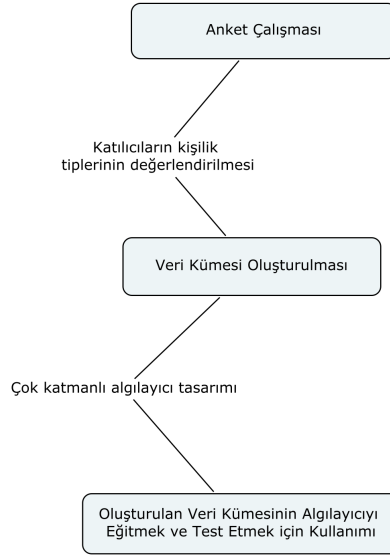 Anket Çalışması
Katılıcıların kişilik
tiplerinin değerlendirilmesi
Veri Kümesi Oluşturulması
Çok katmanlı algılayıcı tasarımı
Oluşturulan Veri Kümesinin Algılayıcıyı
Eğitmek ve Test Etmek için Kullanımı